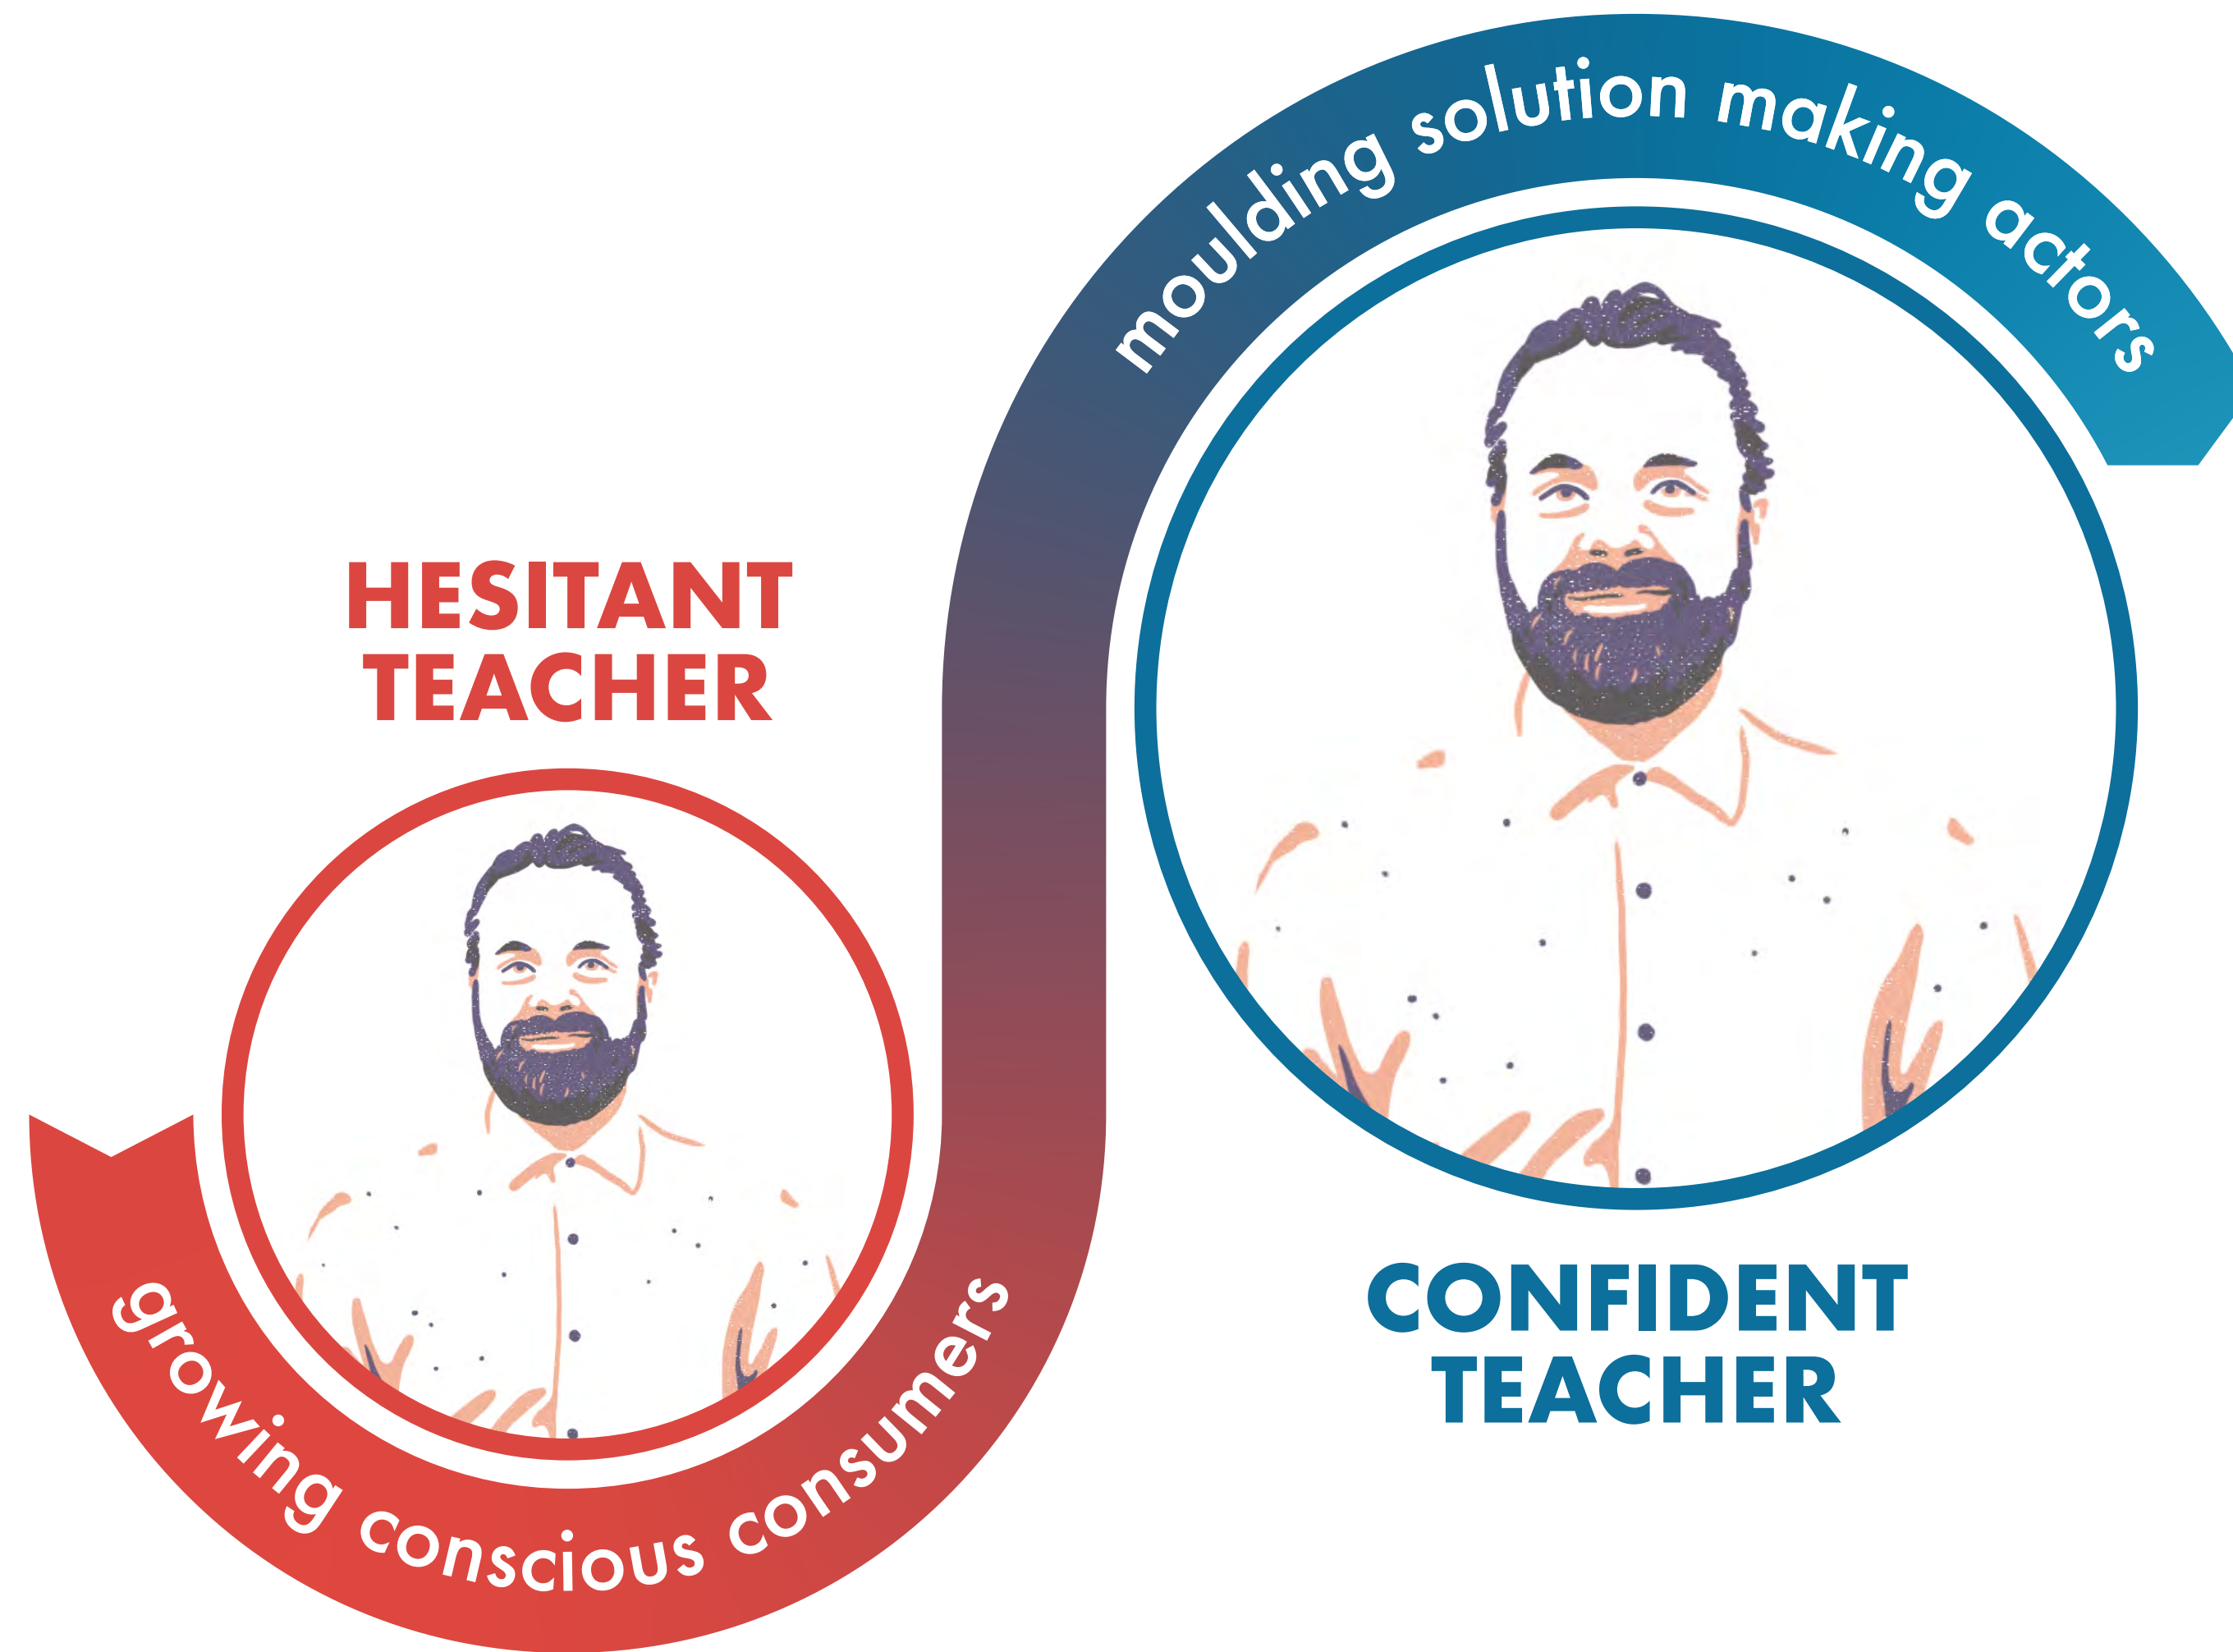 HESITANT
TEACHER
growing conscious consumers
moulding solution making actors
CONFIDENT
TEACHER